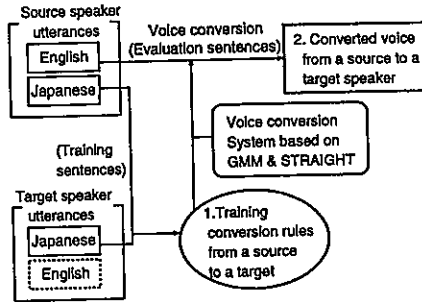 Source speaker
utterances
English
Japanese
Voice conversion
(Evaluation sentences)
2. Converted voice
from a source to a
target speaker
(Training
sentences)
Voice conversion
System based on
GMM & STRAIGHT
Target speaker
utterances
Japanese
English
1.Training
conversion rules
from a source
to a target